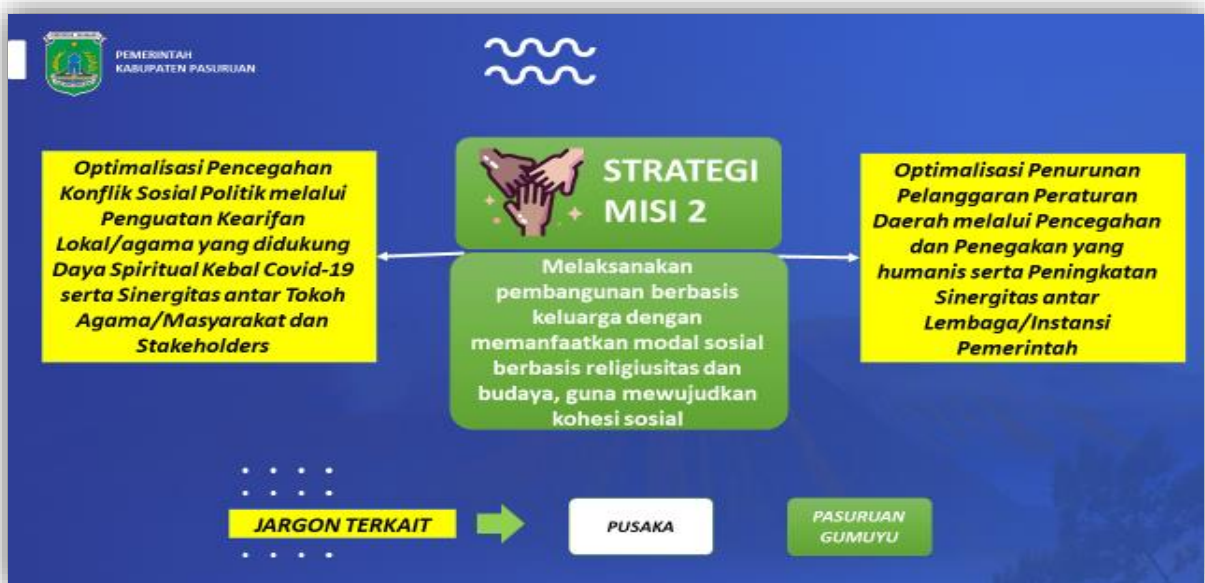 PEMERINTAH
KABUPATEN PASURUAN
Optimalisasi Pencegahan
Konflik Sosial Politik melalui
Penguatan Kearifan
Lokal/agama yang didukung
Daya Spiritual Kebal Covid-19
serta Sinergitas antar Tokoh
Agama/Masyarakat dan
Stakeholders
STRATEGI
MISI 2
Melaksanakan
pembangunan berbasis
keluarga dengan
memanfaatkan modal sosial
berbasis religiusitas dan
budaya, guna mewujudkan
kohesi sosial
Optimalisasi Penurunan
Pelanggaran Peraturan
Daerah melalui Pencegahan
dan Penegakan yang
humanis serta Peningkatan
Sinergitas antar
Lembaga/Instansi
Pemerintah
JARGON TERKAIT
PUSAKA
PASURUAN
GUMUYU